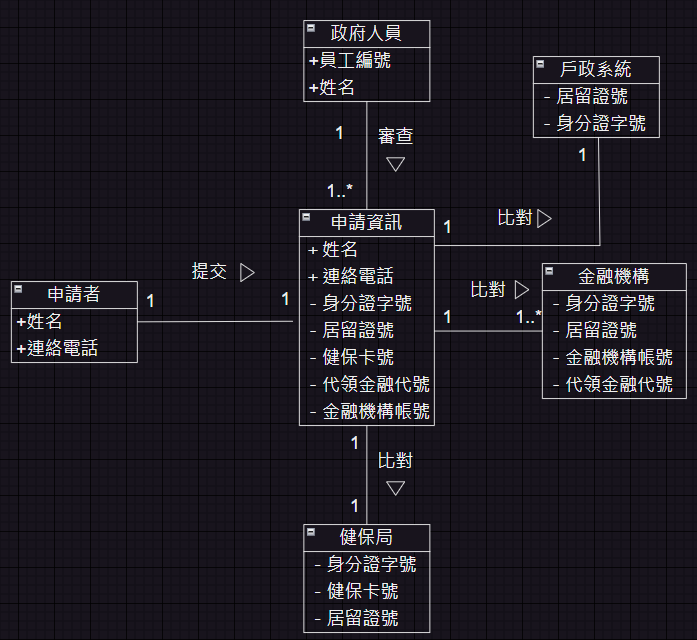 政府人員
+員工編號
+姓名
1
審查
1..*
戶政系統
- 居留證號
- 身分證字號
1
比對
1
申請資訊
+ 姓名
+ 連絡電話
- 身分證字號
- 居留證號
- 健保卡號
- 代領金融代號
- 金融機構帳號
申請者
+姓名
+連絡電話
1
提交
1
比對
1
1..*
金融機構
- 身分證字號
- 居留證號
- 金融機構帳號
- 代領金融代號
1
比對
1
健保局
- 身分證字號
- 健保卡號
- 居留證號